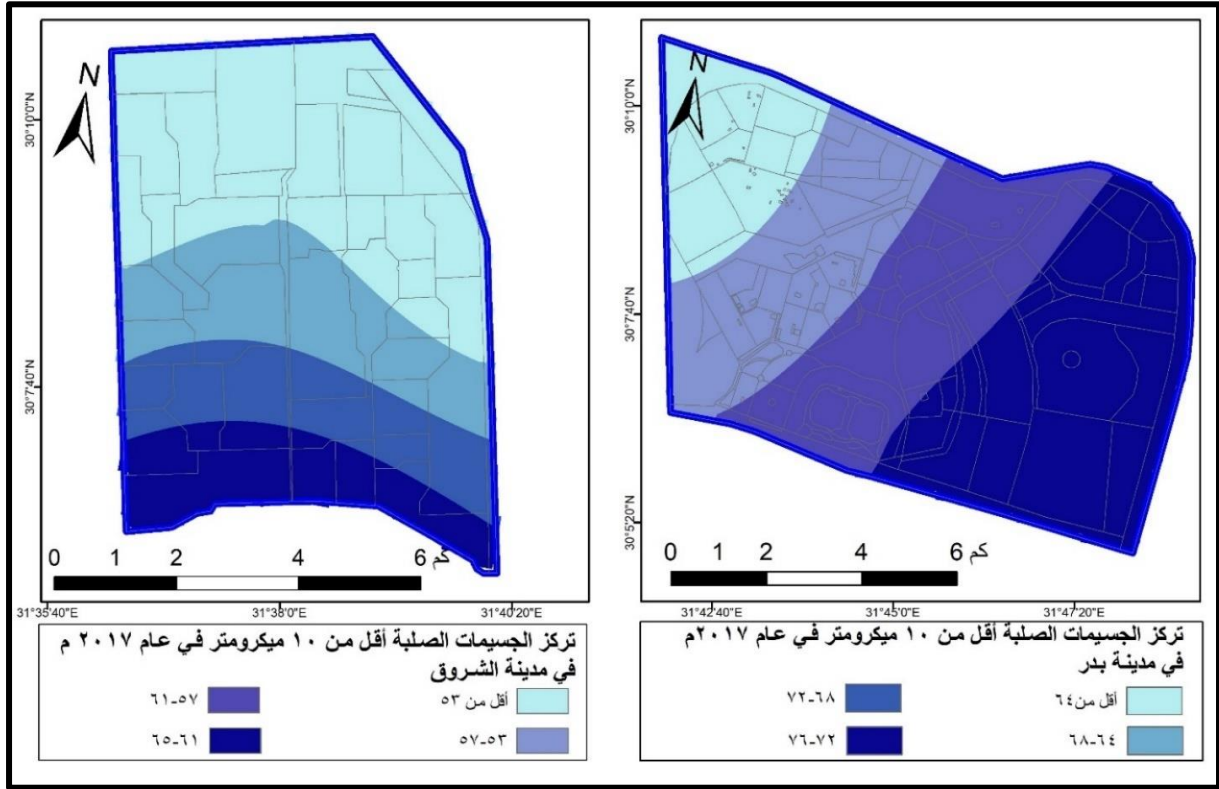 N
30°10'0"N
30°7'40"N
0 1 2 4 6 كم
31°35'40"E 31°38'0"E 31°40'20"E
تركز الجسيمات الصلبة أقل من ١٠ ميكرومتر في عام ٢٠١٧ م
في مدينة الشروق
أقل من ٥٣
٥٣-٥٧
٥٧-٦١
٦١-٦٥
N
30°10'0"N
30°7'40"N
30°5'20"N
0 1 2 4 6 كم
31°42'40"E 31°45'0"E 31°47'20"E
تركز الجسيمات الصلبة أقل من ١٠ ميكرومتر في عام ٢٠١٧م
في مدينة بدر
أقل من ٦٤
٦٤-٦٨
٦٨-٧٢
٧٢-٧٦